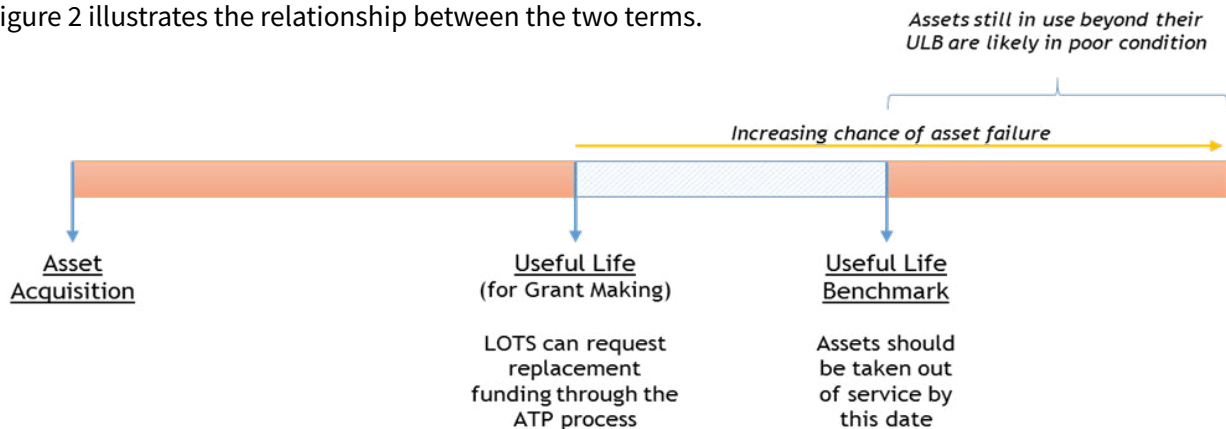 igure 2 illustrates the relationship between the two terms.
Assets still in use beyond their
ULB are likely in poor condition
Increasing chance of asset failure
Asset
Acquisition
Useful Life
(for Grant Making)
LOTS can request
replacement
funding through the
ATP process
Useful Life
Benchmark
Assets should
be taken out
of service by
this date